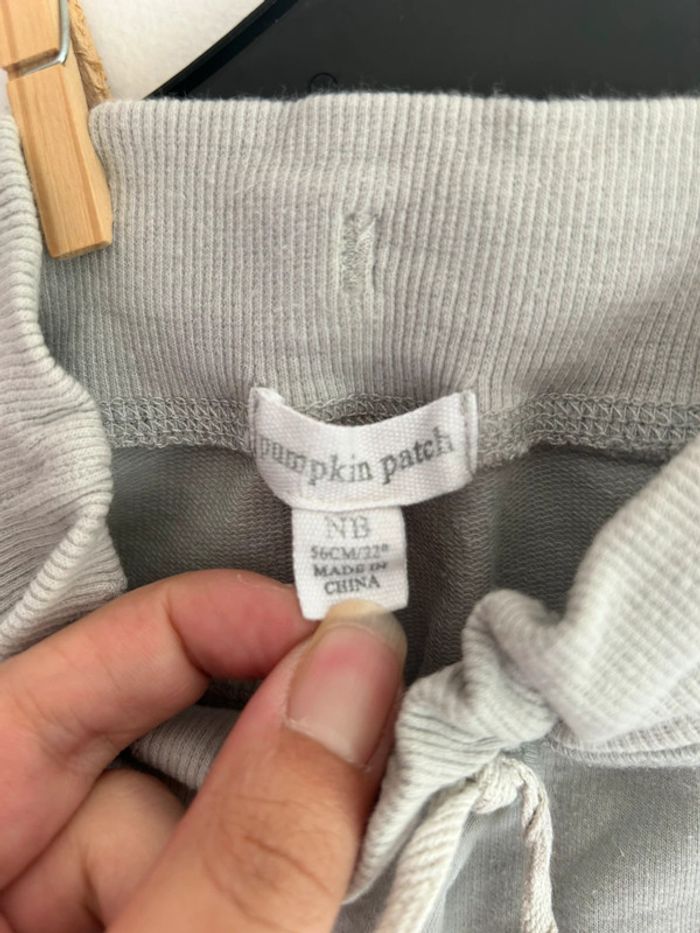 pumpkin patch
NB
56CM/22"
MADE IN
CHINA